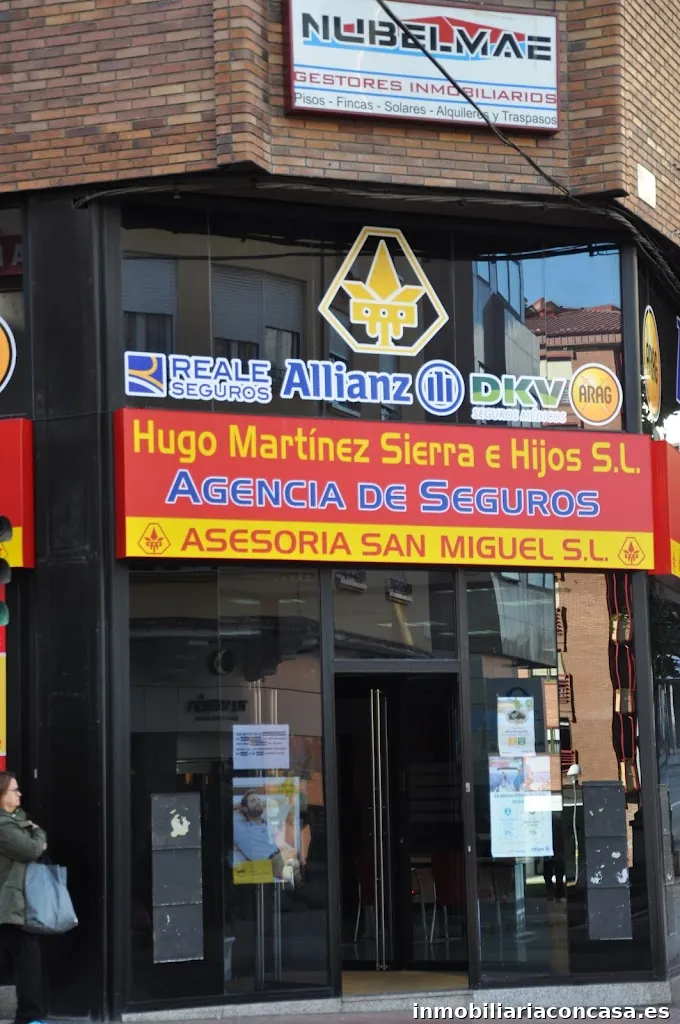 NUBELMAE
GESTORES INMOBILIARIOS
Pisos - Fincas - Solares - Alquileres y Traspasos
REALE
SEGUROS
Allianz
DKV
SEGUROS MÉDICOS
ARAG
ARAG
Hugo Martínez Sierra e Hijos S.L.
AGENCIA DE SEGUROS
ASESORIA SAN MIGUEL S.L.
inmobiliariaconcasa.es